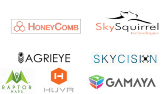 HONEYCOMB
SkySquirrel
AGRIEYE
SKYCISION
RAPTOR
MAPS
HUVR
GAMAYA